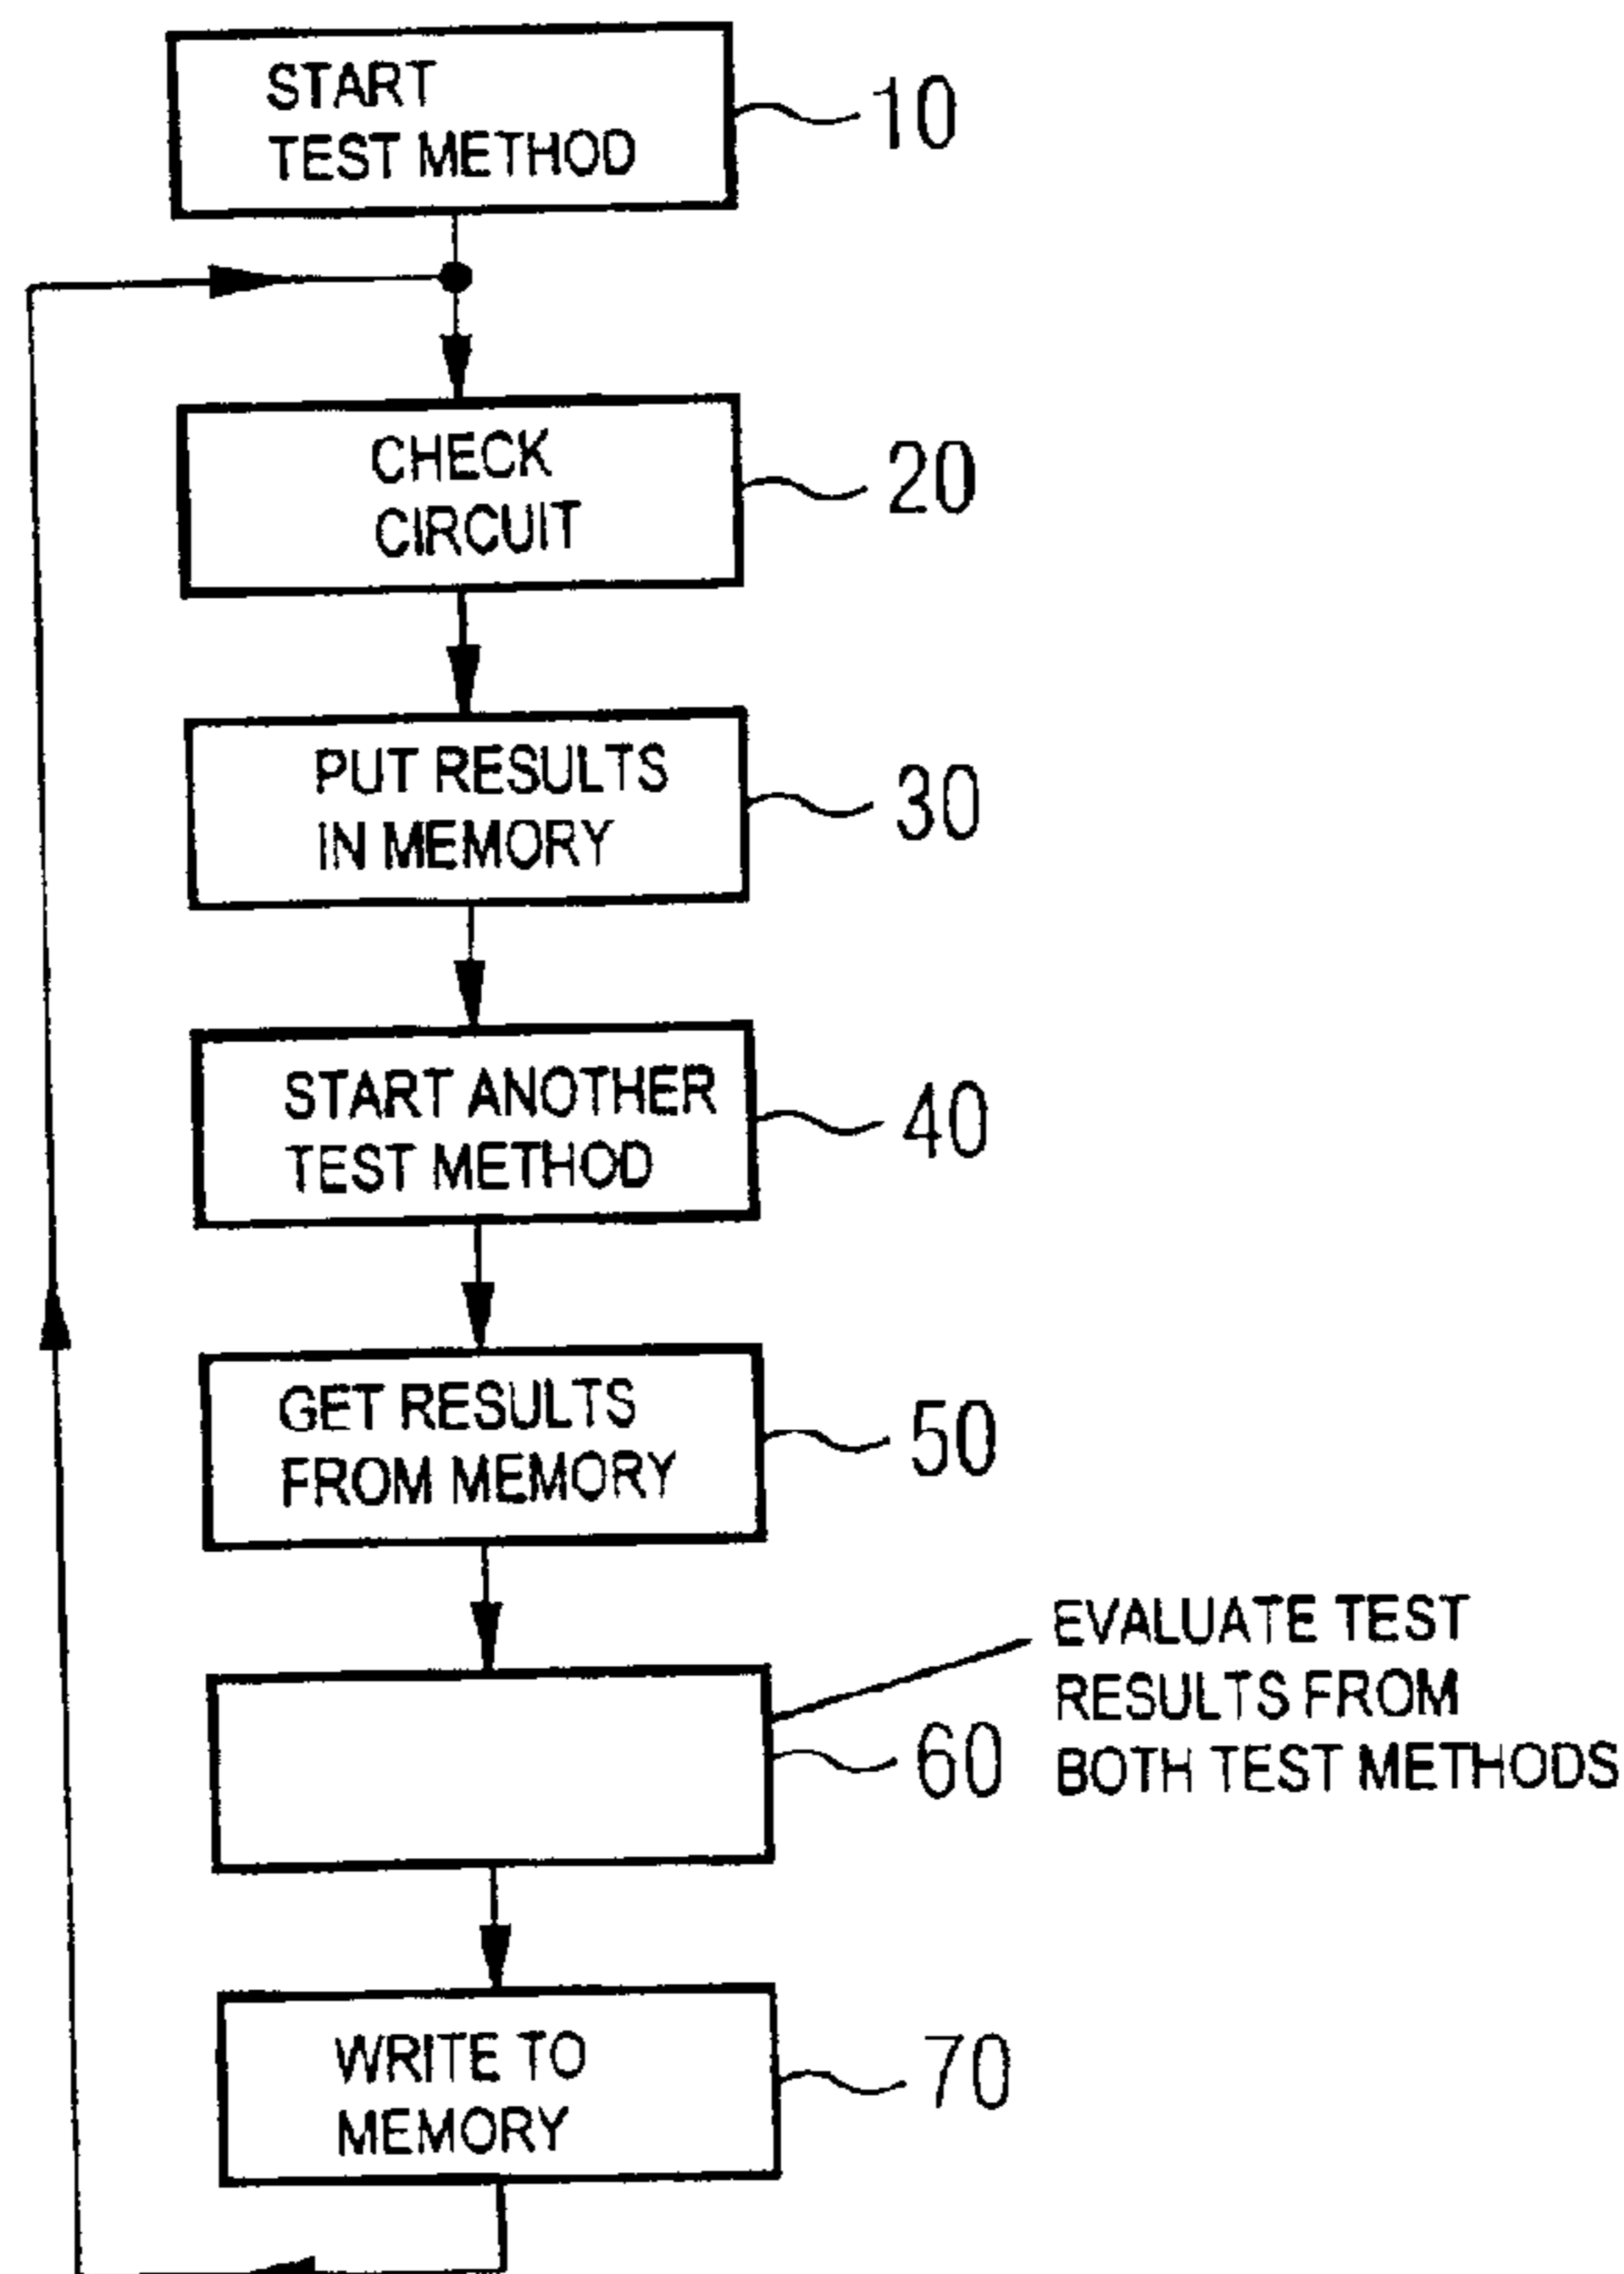 START
TEST METHOD
10
CHECK
CIRCUIT
20
PUT RESULTS
IN MEMORY
30
START ANOTHER
TEST METHOD
40
GET RESULTS
FROM MEMORY
50
EVALUATE TEST
RESULTS FROM
BOTH TEST METHODS
60
WRITE TO
MEMORY
70